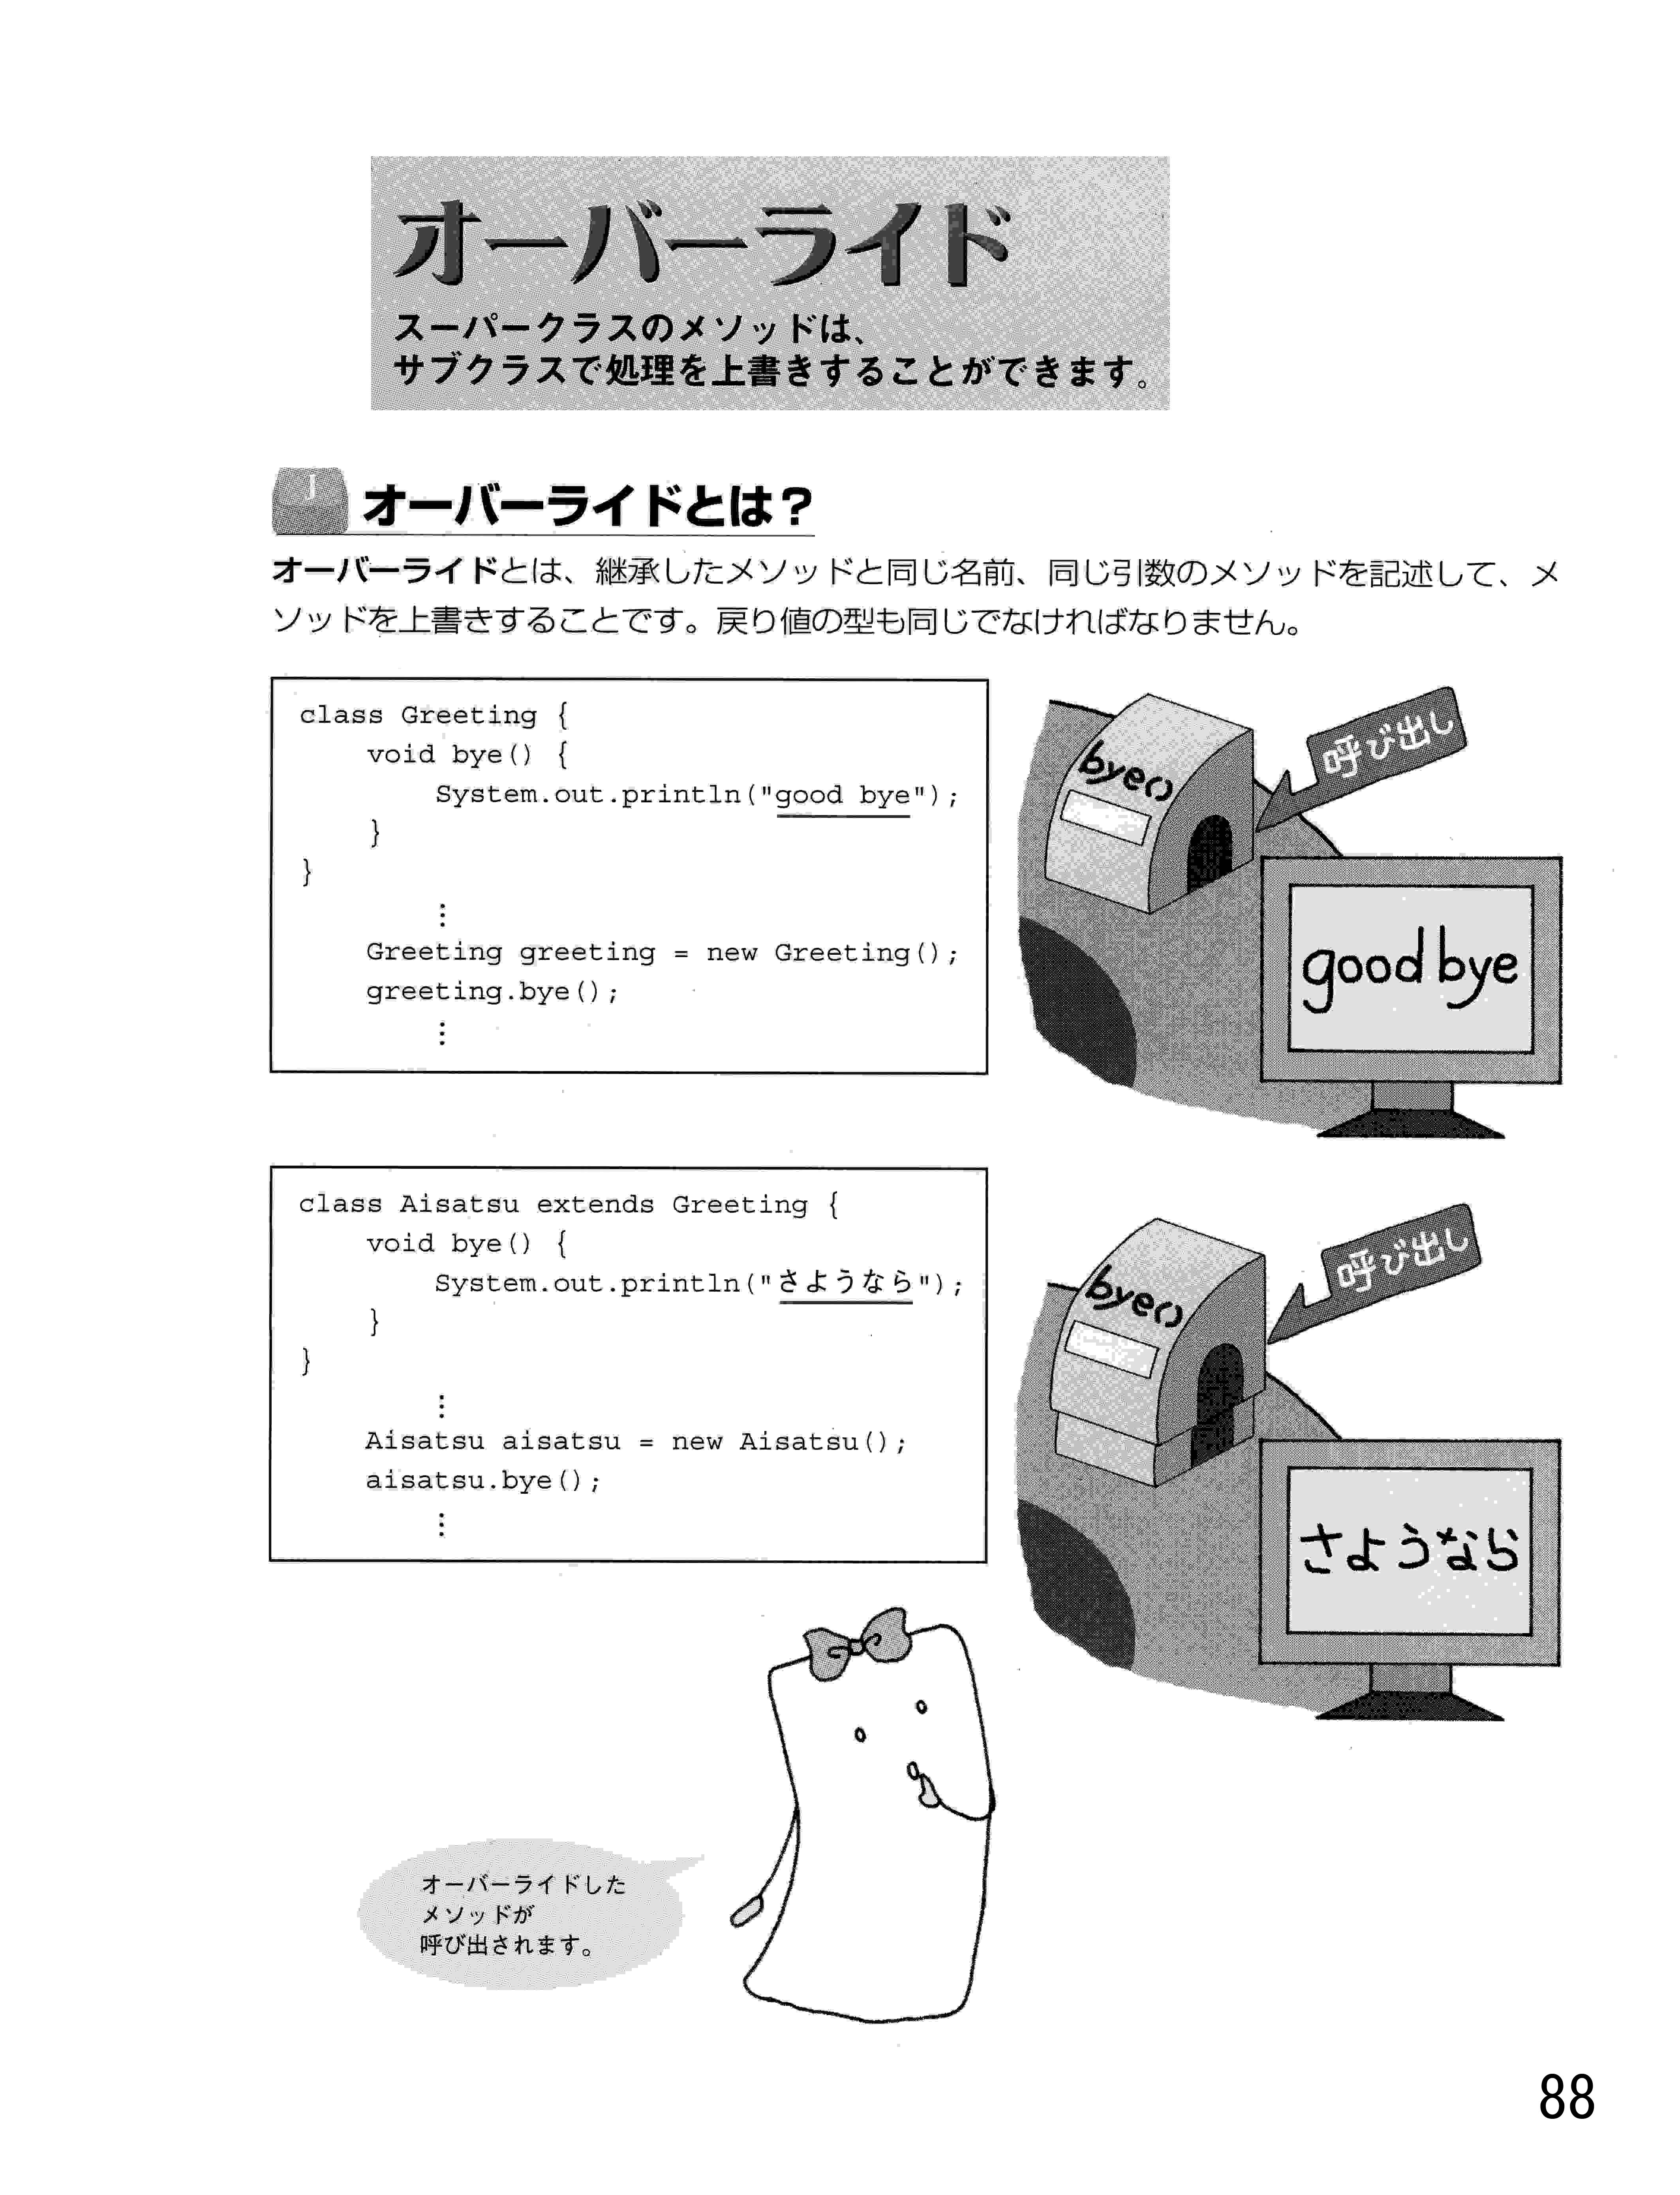 オーバーライド
スーパークラスのメソッドは、
サブクラスで処理を上書きすることができます。
J
オーバーライドとは？
オーバーライドとは、継承したメソッドと同じ名前、同じ引数のメソッドを記述して、メ
ソッドを上書きすることです。戻り値の型も同じでなければなりません。
class Greeting {
    void bye() {
        System.out.println("good bye");
    }
}
        ⋮
    Greeting greeting = new Greeting();
    greeting.bye();
        ⋮
呼び出し
bye()
good bye
class Aisatsu extends Greeting {
    void bye() {
        System.out.println("さようなら");
    }
}
        ⋮
    Aisatsu aisatsu = new Aisatsu();
    aisatsu.bye();
        ⋮
呼び出し
bye()
さようなら
オーバーライドした
メソッドが
呼び出されます。
88